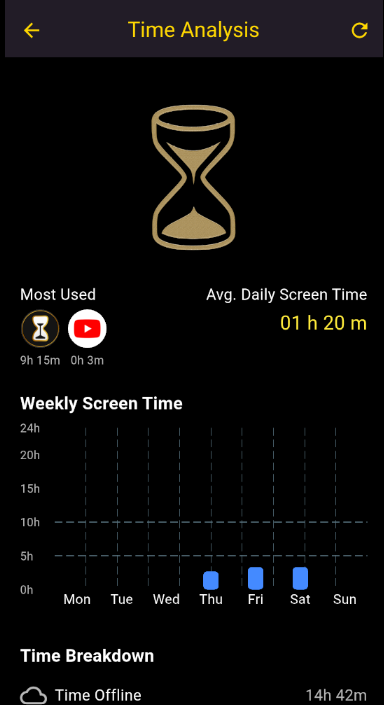 Time Analysis
Most Used
Avg. Daily Screen Time
01 h 20 m
9h 15m
0h 3m
Weekly Screen Time
24h
20h
15h
10h
5h
0h
Mon Tue Wed Thu Fri Sat Sun
Time Breakdown
Time Offline 14h 42m